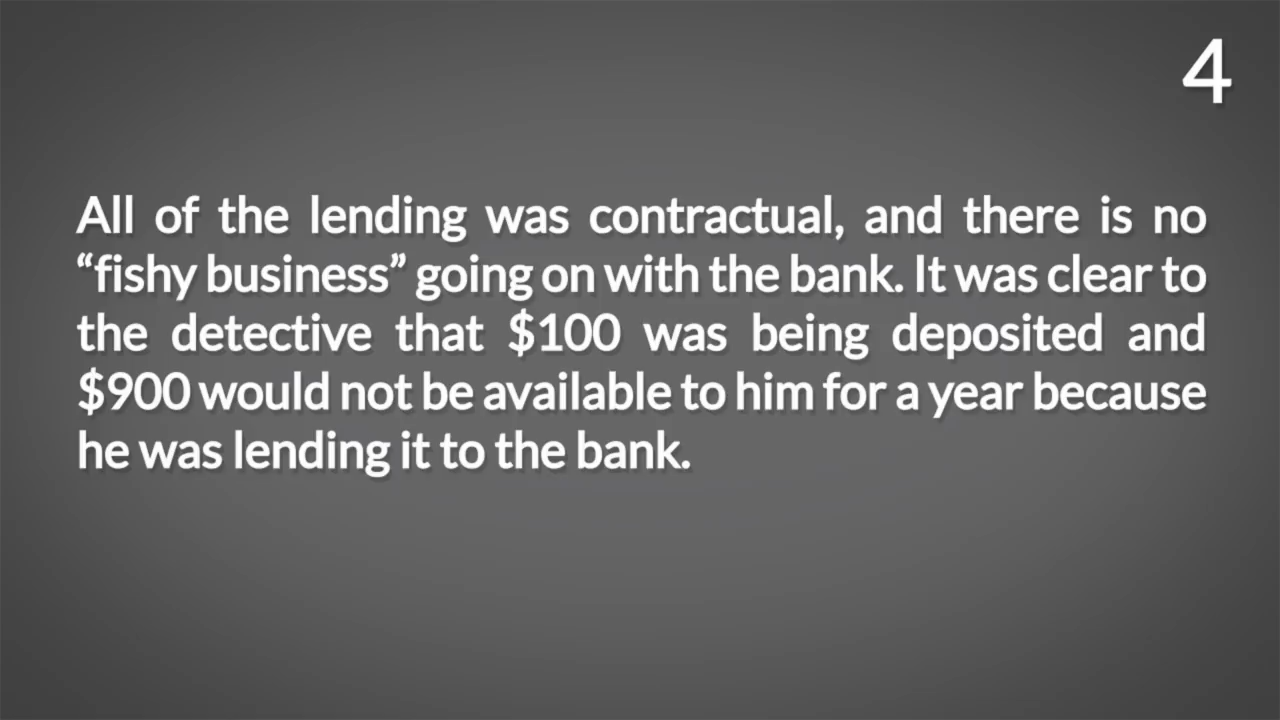 4
All of the lending was contractual, and there is no
“fishy business” going on with the bank. It was clear to
the detective that $100 was being deposited and
$900 would not be available to him for a year because
he was lending it to the bank.